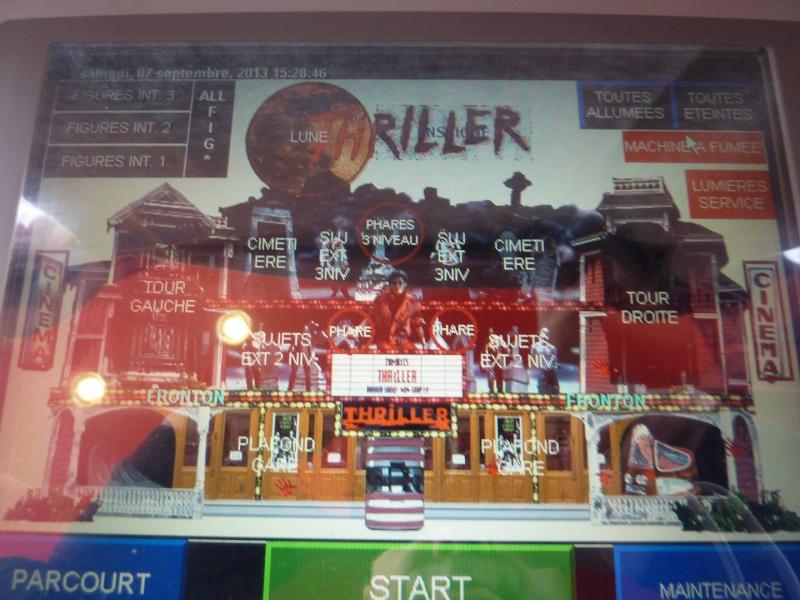 samedi, 07 septembre, 2013 15:28:46
FIGURES INT. 3
FIGURES INT. 2
FIGURES INT. 1
ALL
F
I
G
*
LUNE
THRILLER
TOUTES
ALLUMEES
TOUTES
ETEINTES
MACHINE A FUMEE
LUMIERES
SERVICE
PHARES
3°NIVEAU
CIMETI
ERE
SUJ
EXT
3NIV
SUJ
EXT
3NIV
CIMETI
ERE
CINEMA
TOUR
GAUCHE
TOUR
DROITE
CINEMA
SUJETS
EXT 2 NIV.
PHARE
PHARE
SUJETS
EXT 2 NIV.
ZOMBIES
THRILLER
FRONTON
FRONTON
THRILLER
PLAFOND
GARE
PLAFOND
GARE
PARCOURT
START
MAINTENANCE